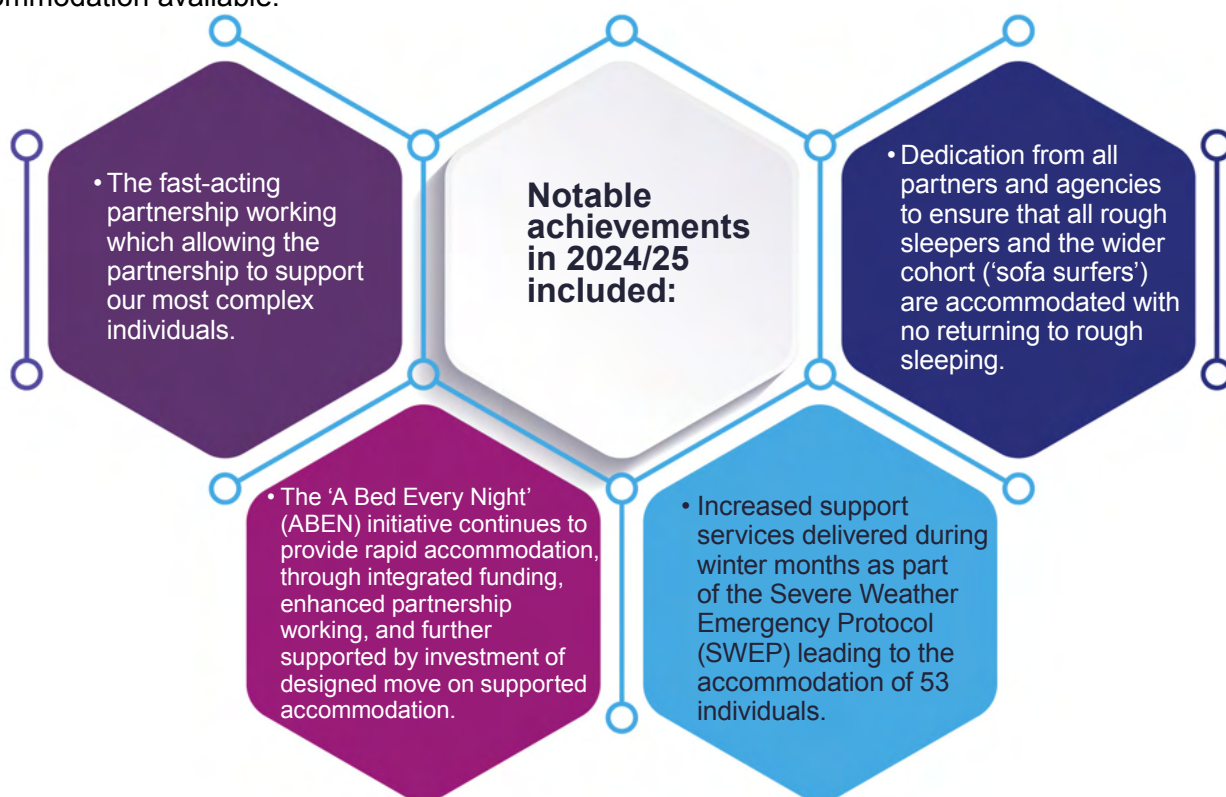 accommodation available.
• The fast-acting
partnership working
which allowing the
partnership to support
our most complex
individuals.
Notable
achievements
in 2024/25
included:
• Dedication from all
partners and agencies
to ensure that all rough
sleepers and the wider
cohort (‘sofa surfers’)
are accommodated with
no returning to rough
sleeping.
• The ‘A Bed Every Night’
(ABEN) initiative continues to
provide rapid accommodation,
through integrated funding,
enhanced partnership
working, and further
supported by investment of
designed move on supported
accommodation.
• Increased support
services delivered during
winter months as part
of the Severe Weather
Emergency Protocol
(SWEP) leading to the
accommodation of 53
individuals.